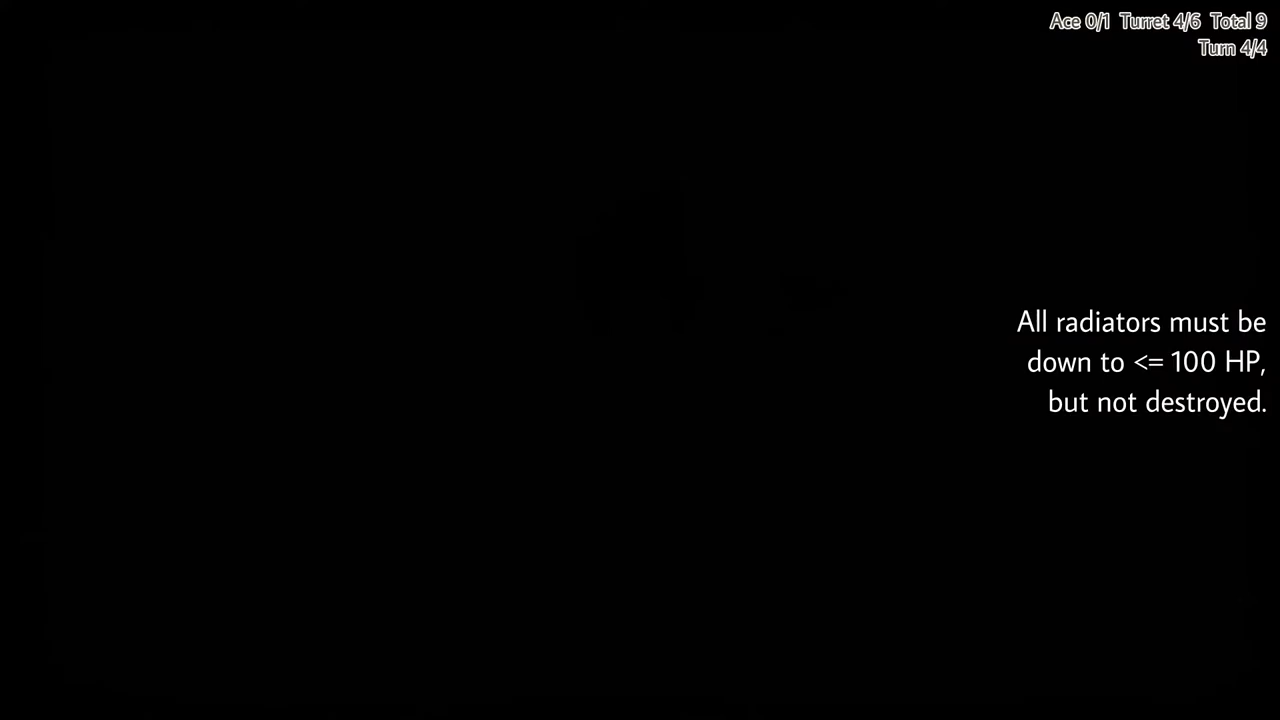 Ace 0/1 Turret 4/6 Total 9
Turn 4/4
All radiators must be
down to <= 100 HP,
but not destroyed.